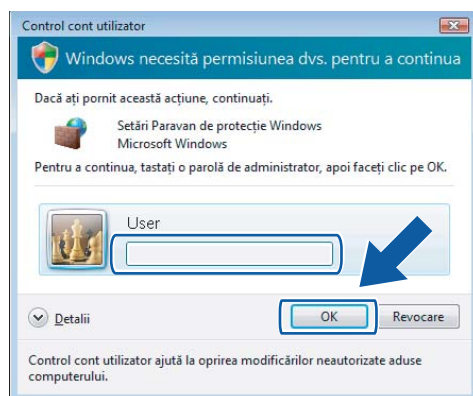 Control cont utilizator
Windows necesită permisiunea dvs. pentru a continua
Dacă ați pornit această acțiune, continuați.
Setări Paravan de protecție Windows
Microsoft Windows
Pentru a continua, tastați o parolă de administrator, apoi faceți clic pe OK.
User
Detalii
OK
Revocare
Control cont utilizator ajută la oprirea modificărilor neautorizate aduse
computerului.